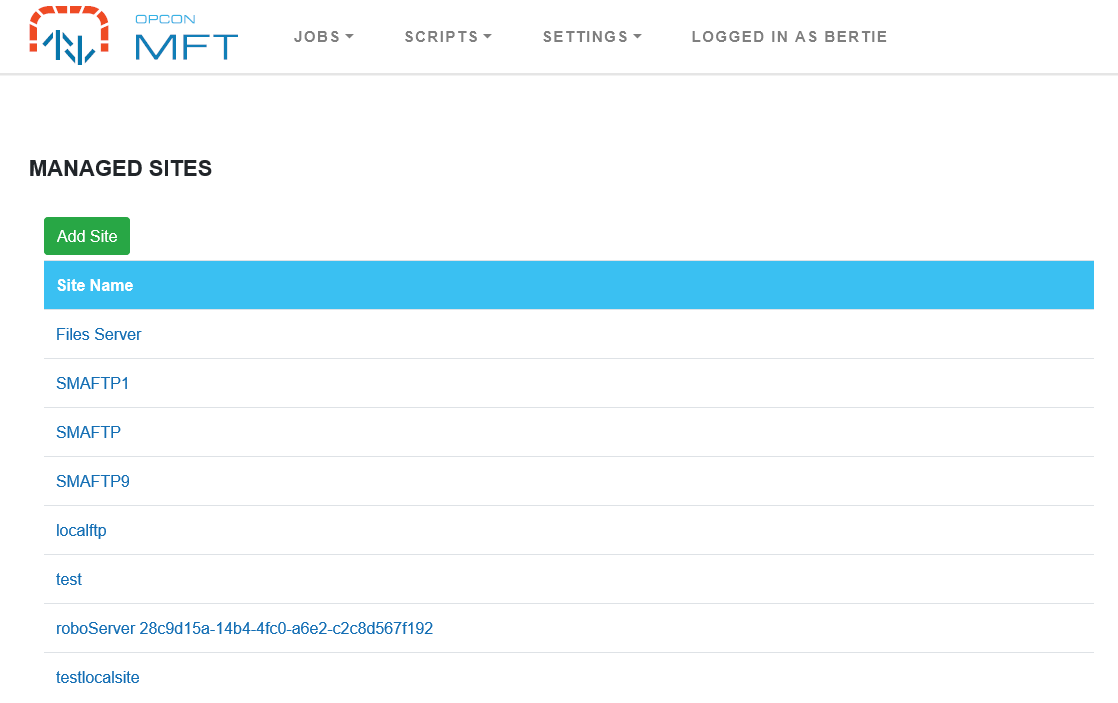 OPCON
MFT
JOBS SCRIPTS SETTINGS LOGGED IN AS BERTIE
MANAGED SITES
Add Site
Site Name
Files Server
SMAFTP1
SMAFTP
SMAFTP9
localftp
test
roboServer 28c9d15a-14b4-4fc0-a6e2-c2c8d567f192
testlocalsite